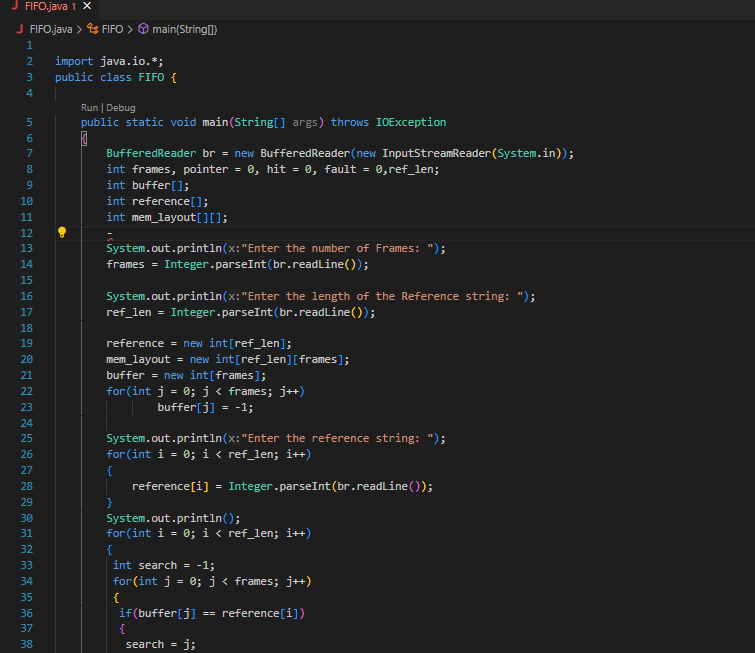 J FIFO.java 1 ×
J FIFO.java > FIFO > main(String[])
1
2 import java.io.*;
3 public class FIFO {
4
Run | Debug
5 public static void main(String[] args) throws IOException
6 {
7 BufferedReader br = new BufferedReader(new InputStreamReader(System.in));
8 int frames, pointer = 0, hit = 0, fault = 0,ref_len;
9 int buffer[];
10 int reference[];
11 int mem_layout[][];
12 -
13 System.out.println(x:"Enter the number of Frames: ");
14 frames = Integer.parseInt(br.readLine());
15
16 System.out.println(x:"Enter the length of the Reference string: ");
17 ref_len = Integer.parseInt(br.readLine());
18
19 reference = new int[ref_len];
20 mem_layout = new int[ref_len][frames];
21 buffer = new int[frames];
22 for(int j = 0; j < frames; j++)
23 buffer[j] = -1;
24
25 System.out.println(x:"Enter the reference string: ");
26 for(int i = 0; i < ref_len; i++)
27 {
28 reference[i] = Integer.parseInt(br.readLine());
29 }
30 System.out.println();
31 for(int i = 0; i < ref_len; i++)
32 {
33 int search = -1;
34 for(int j = 0; j < frames; j++)
35 {
36 if(buffer[j] == reference[i])
37 {
38 search = j;